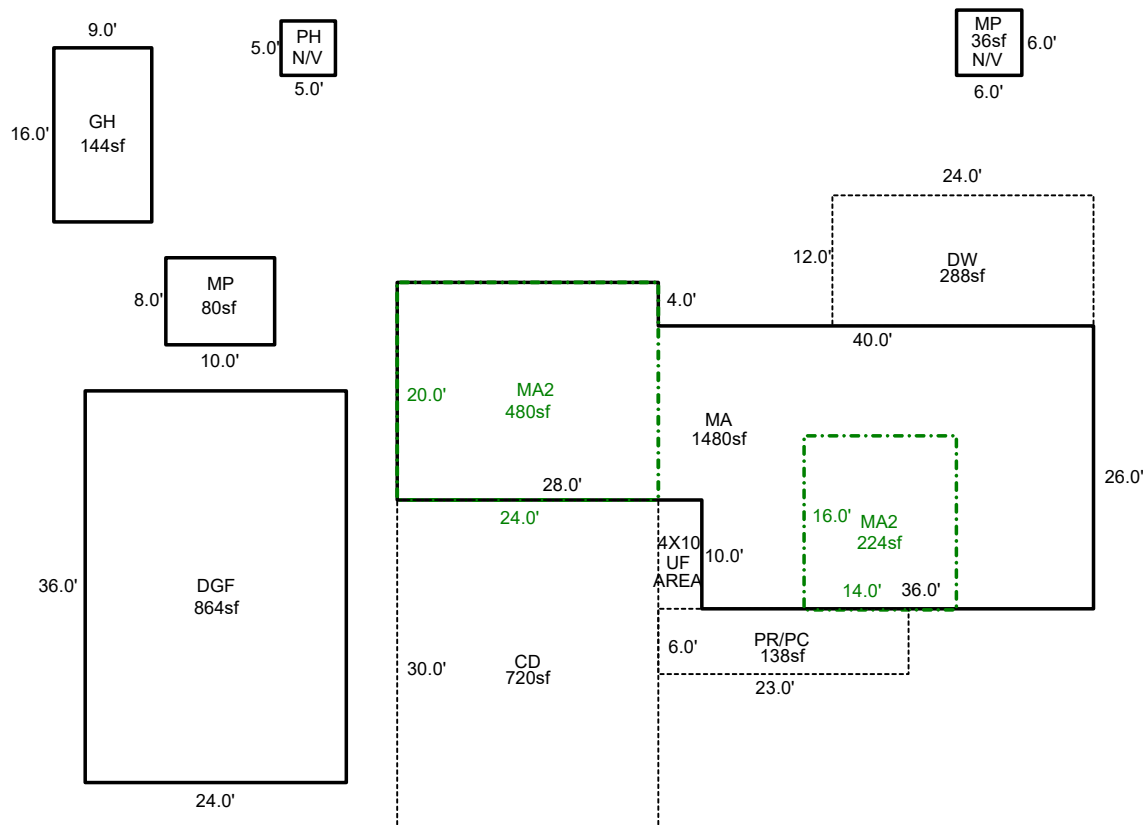 9.0'
16.0'
GH
144sf
5.0'
PH
N/V
5.0'
MP
36sf
N/V
6.0'
6.0'
8.0'
MP
80sf
10.0'
24.0'
12.0'
DW
288sf
4.0'
40.0'
20.0'
MA2
480sf
MA
1480sf
26.0'
28.0'
24.0'
16.0'
MA2
224sf
14.0'
36.0'
4X10
UF
AREA
10.0'
36.0'
DGF
864sf
24.0'
30.0'
CD
720sf
6.0'
PR/PC
138sf
23.0'